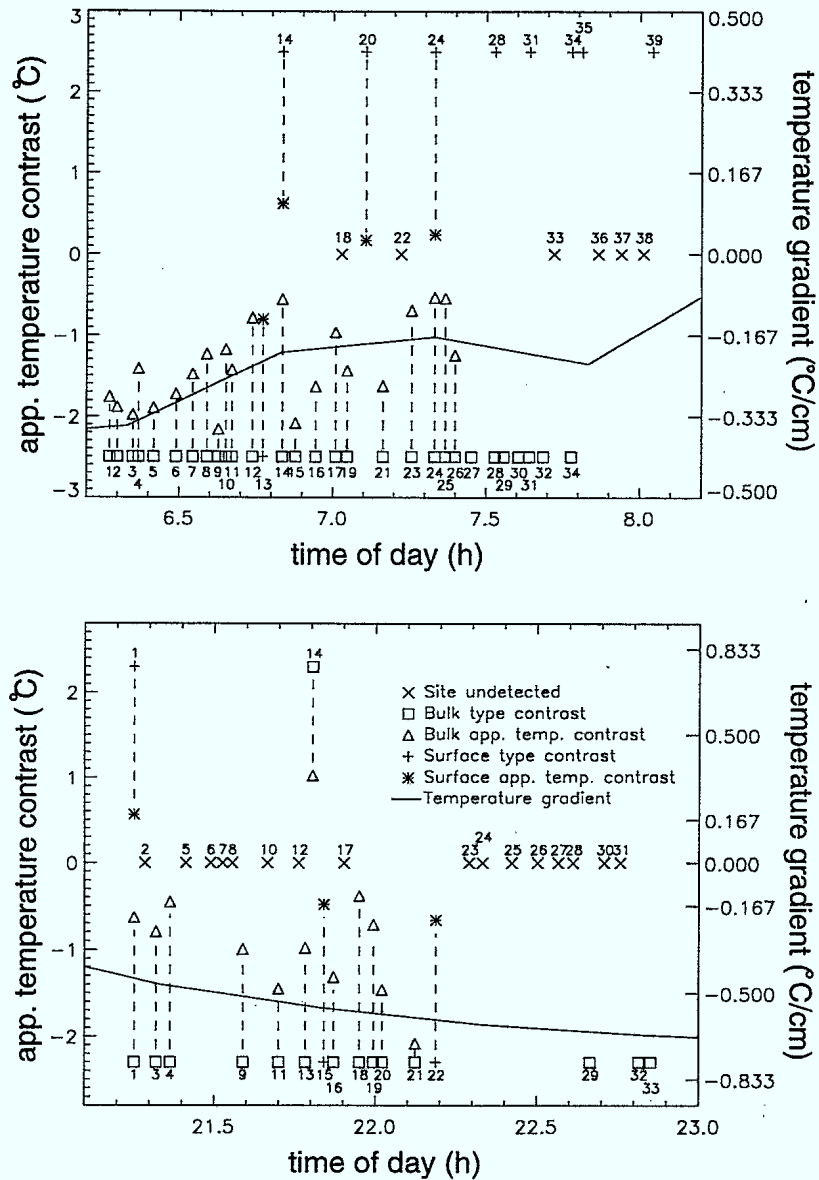 app. temperature contrast (°C)
3
2
1
0
−1
−2
−3
14 20 24 28 31 34 35 39
18 22 33 36 37 38
1 2 3 4 5 6 7 8 9 10 11 12 13 14 15 16 17 19 21 23 24 25 26 27 28 29 30 31 32 34
0.500
0.333
0.167
0.000
−0.167
−0.333
−0.500
temperature gradient (°C/cm)
6.5 7.0 7.5 8.0
time of day (h)
app. temperature contrast (°C)
2
1
0
−1
−2
1 14
× Site undetected
□ Bulk type contrast
△ Bulk app. temp. contrast
+ Surface type contrast
✳ Surface app. temp. contrast
— Temperature gradient
2 5 6 7 8 10 12 17 23 24 25 26 27 28 30 31
1 3 4 9 11 13 15 16 18 19 20 21 22 29 32 33
0.833
0.500
0.167
0.000
−0.167
−0.500
−0.833
temperature gradient (°C/cm)
21.5 22.0 22.5 23.0
time of day (h)